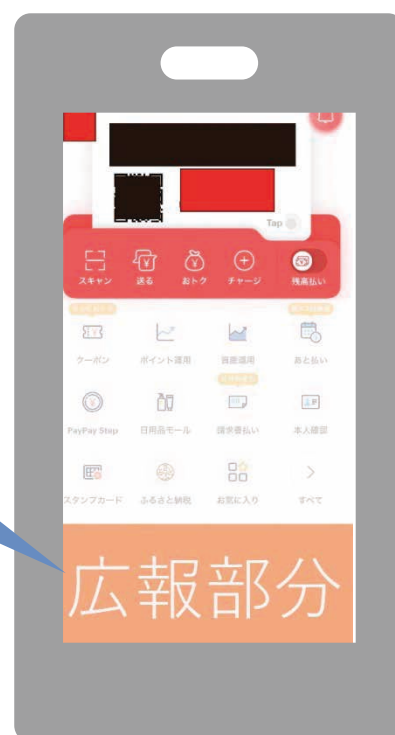 Tap
スキャン 送る おトク チャージ 残高払い
クーポン ポイント運用 資産運用 あと払い
PayPay Step 日用品モール 請求書払い 本人確認
スタンプカード ふるさと納税 お気に入り すべて
広報部分